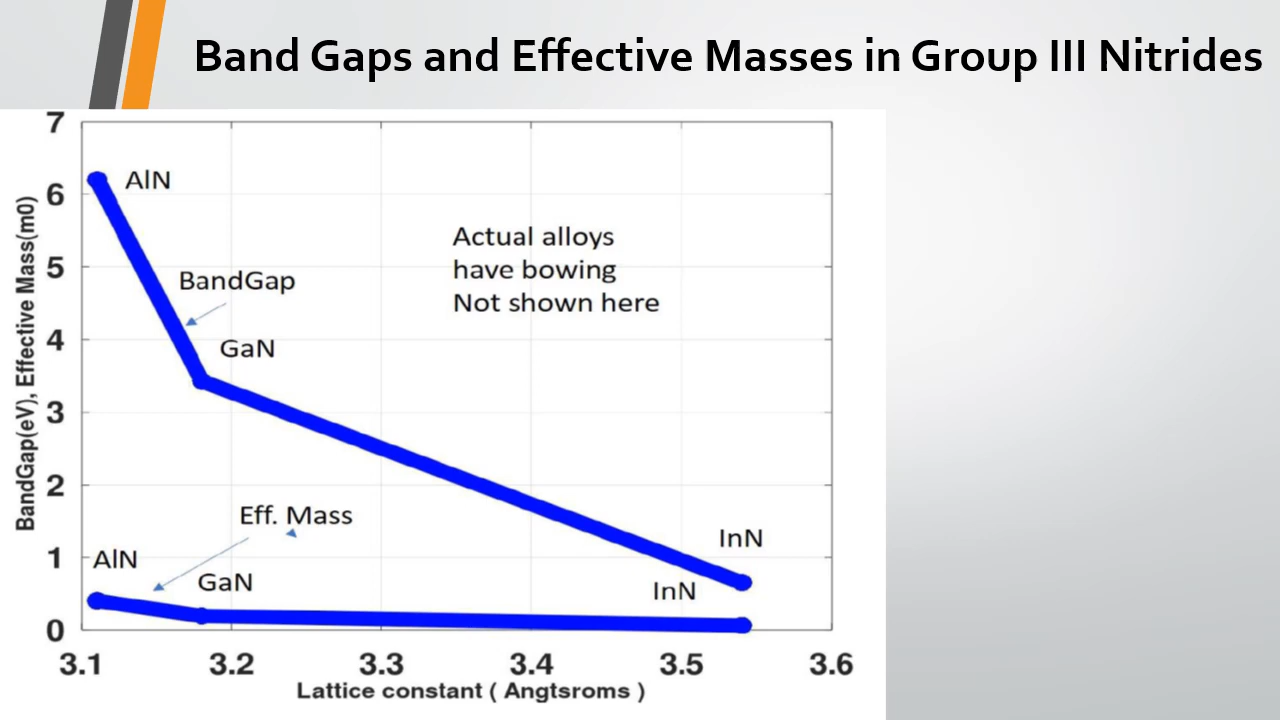 Band Gaps and Effective Masses in Group III Nitrides
7
AlN
6
Actual alloys
have bowing
Not shown here
5
BandGap
4
GaN
3
2
Eff. Mass
InN
1
AlN
GaN
InN
0
3.1 3.2 3.3 3.4 3.5 3.6
Lattice constant ( Angtsroms )
BandGap(eV), Effective Mass(m0)